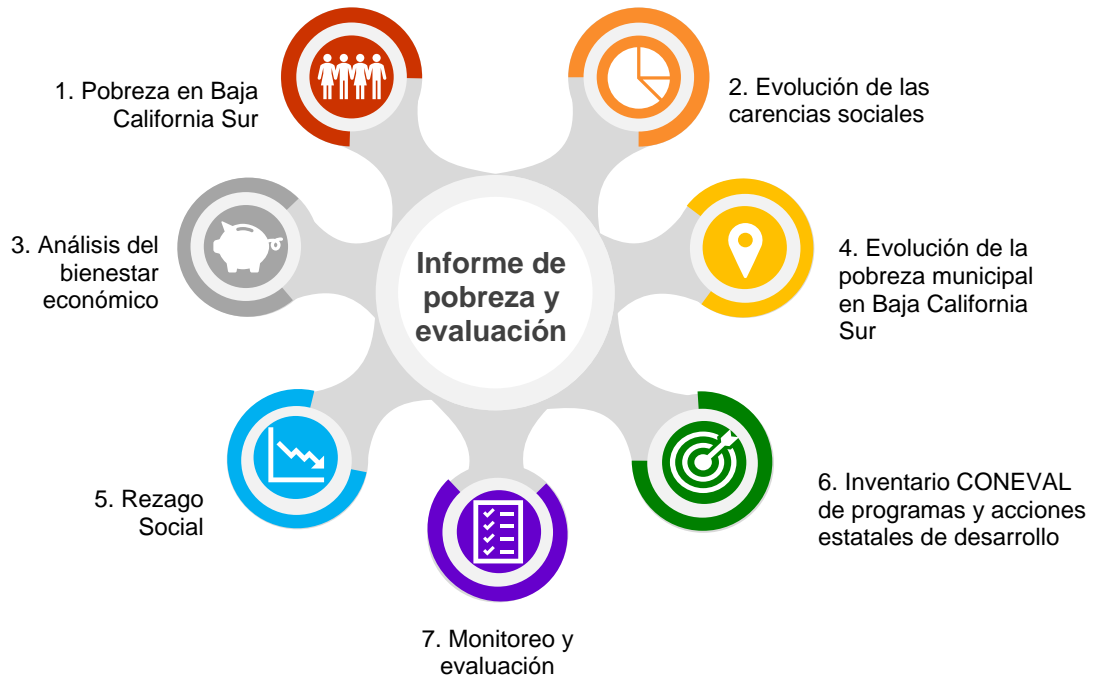 1. Pobreza en Baja
California Sur
2. Evolución de las
carencias sociales
3. Análisis del
bienestar
económico
Informe de
pobreza y
evaluación
4. Evolución de la
pobreza municipal
en Baja California
Sur
5. Rezago
Social
6. Inventario CONEVAL
de programas y acciones
estatales de desarrollo
7. Monitoreo y
evaluación